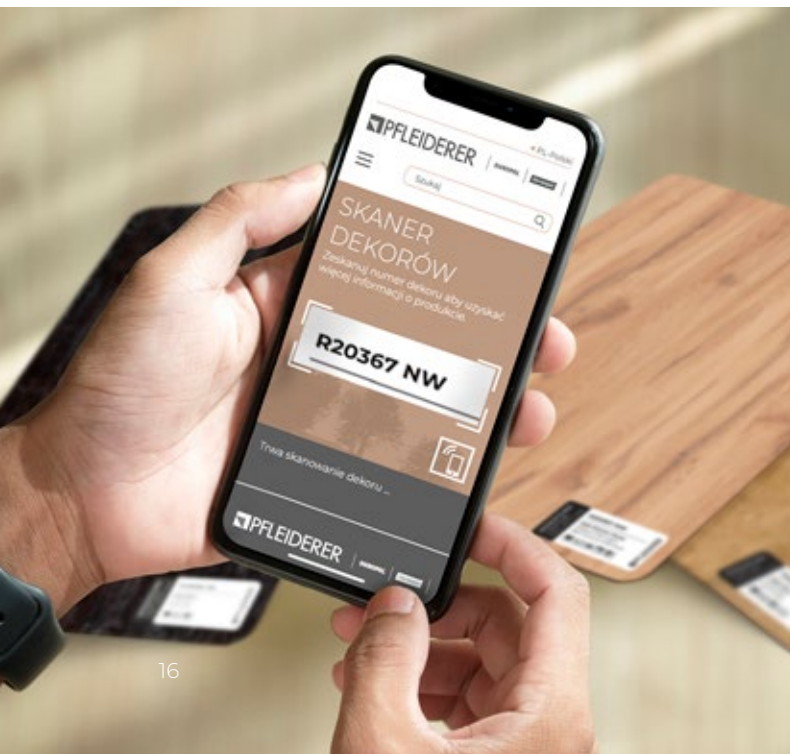 PFLEIDERER
PL-Polski
Szukaj
SKANER
DEKORÓW
Zeskanuj numer dekoru aby uzyskać
więcej informacji o produkcie.
R20367 NW
Trwa skanowanie dekoru ...
PFLEIDERER
16